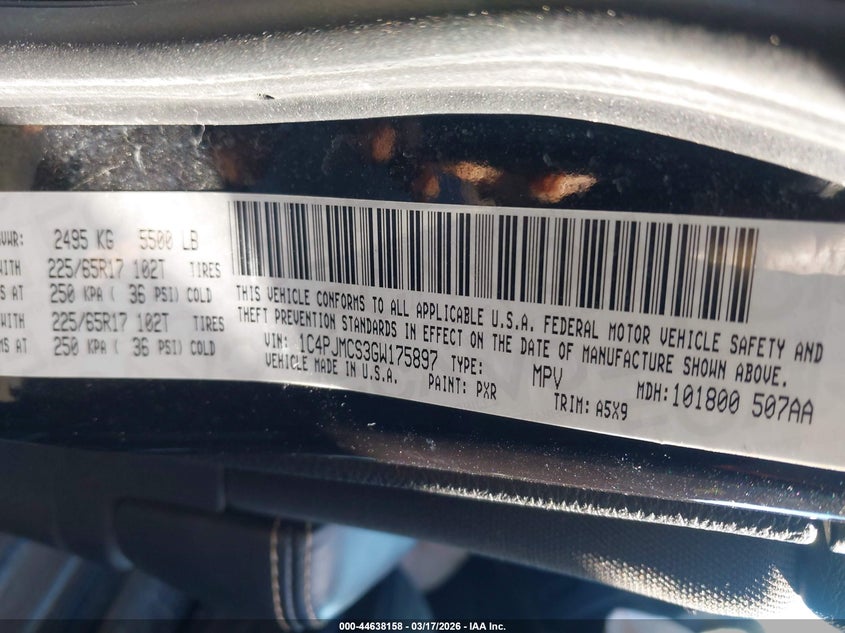 VWR: 2495 KG 5500 LB
WITH 225/65R17 102T TIRES
S AT 250 KPA ( 36 PSI) COLD
WITH 225/65R17 102T TIRES
MS AT 250 KPA ( 36 PSI) COLD
THIS VEHICLE CONFORMS TO ALL APPLICABLE U.S.A. FEDERAL MOTOR VEHICLE SAFETY AND
THEFT PREVENTION STANDARDS IN EFFECT ON THE DATE OF MANUFACTURE SHOWN ABOVE.
VIN: 1C4PJMCS3GW175897 TYPE: MPV MDH:101800 507AA
VEHICLE MADE IN U.S.A. PAINT: PXR TRIM: A5X9
000-44638158 - 03/17/2026 - IAA Inc.